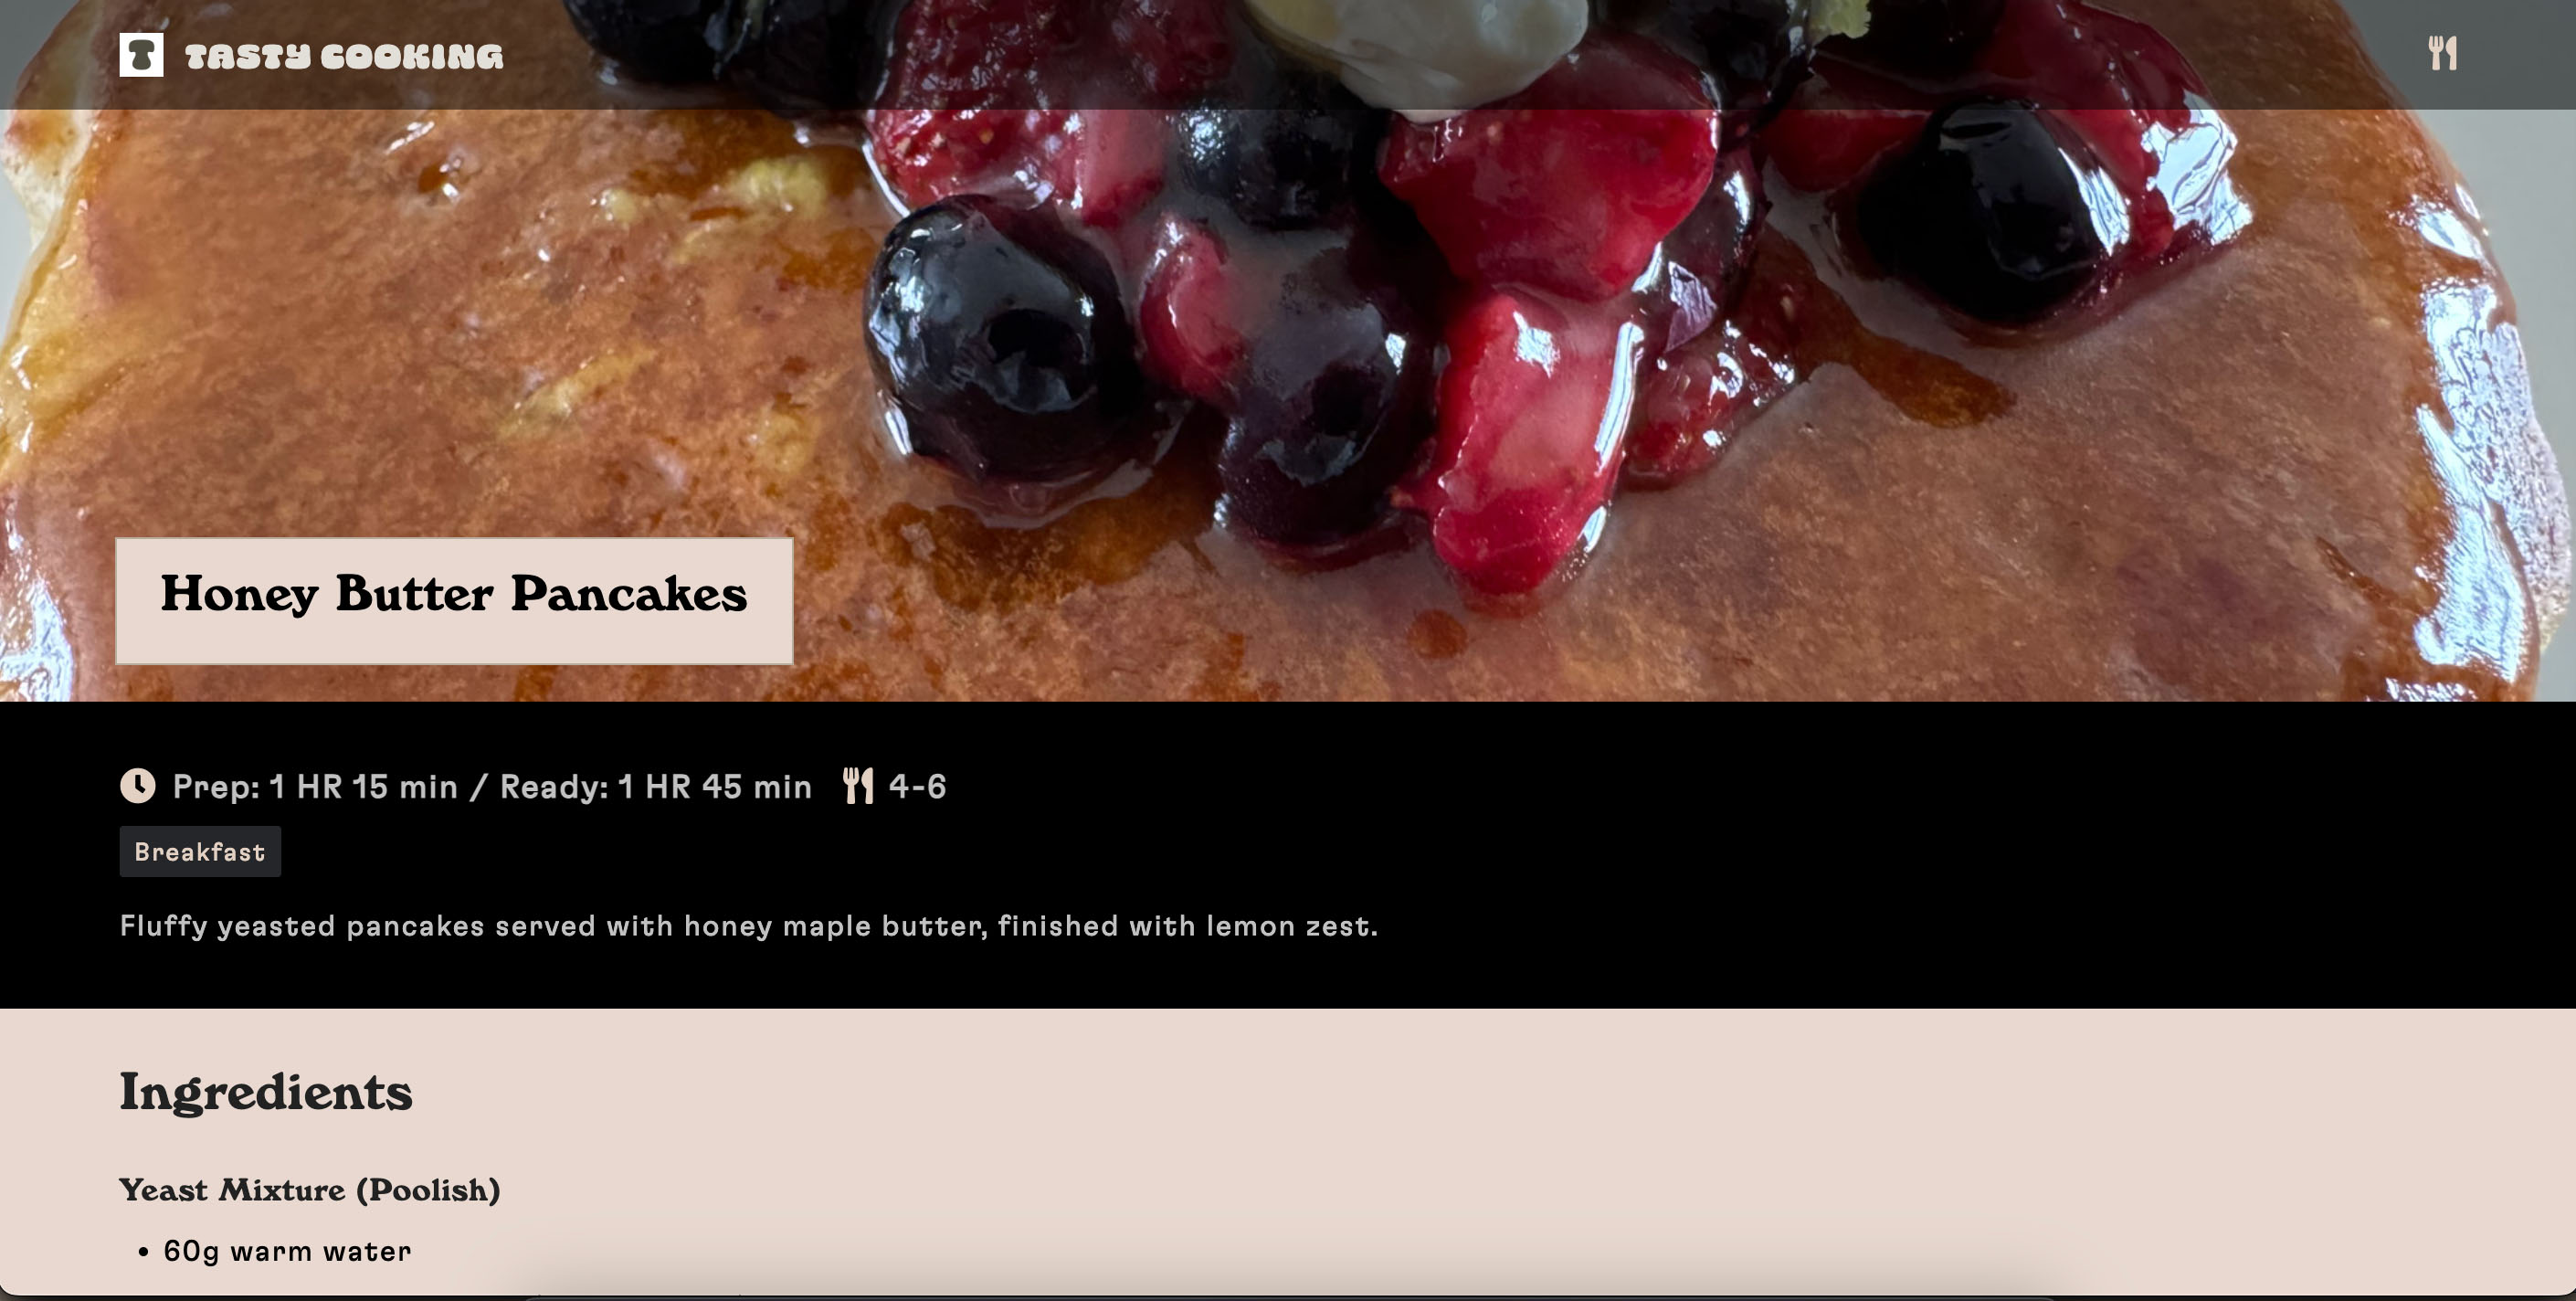 T TASTY COOKING
Honey Butter Pancakes
Prep: 1 HR 15 min / Ready: 1 HR 45 min 4-6
Breakfast
Fluffy yeasted pancakes served with honey maple butter, finished with lemon zest.
Ingredients
Yeast Mixture (Poolish)
• 60g warm water